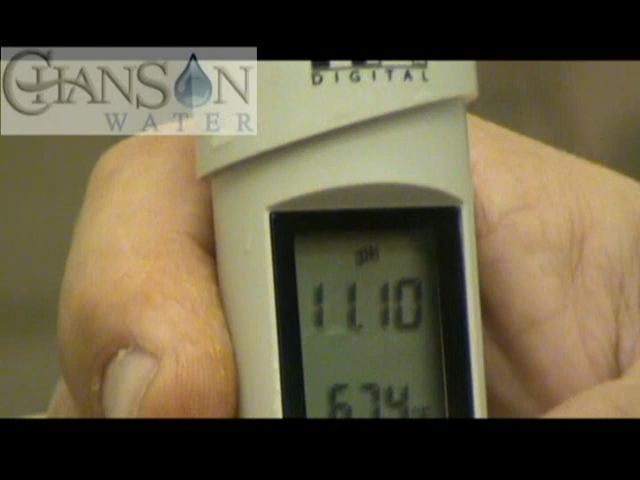 CHANSON
WATER
DIGITAL
pH
11.10
67.4 °F